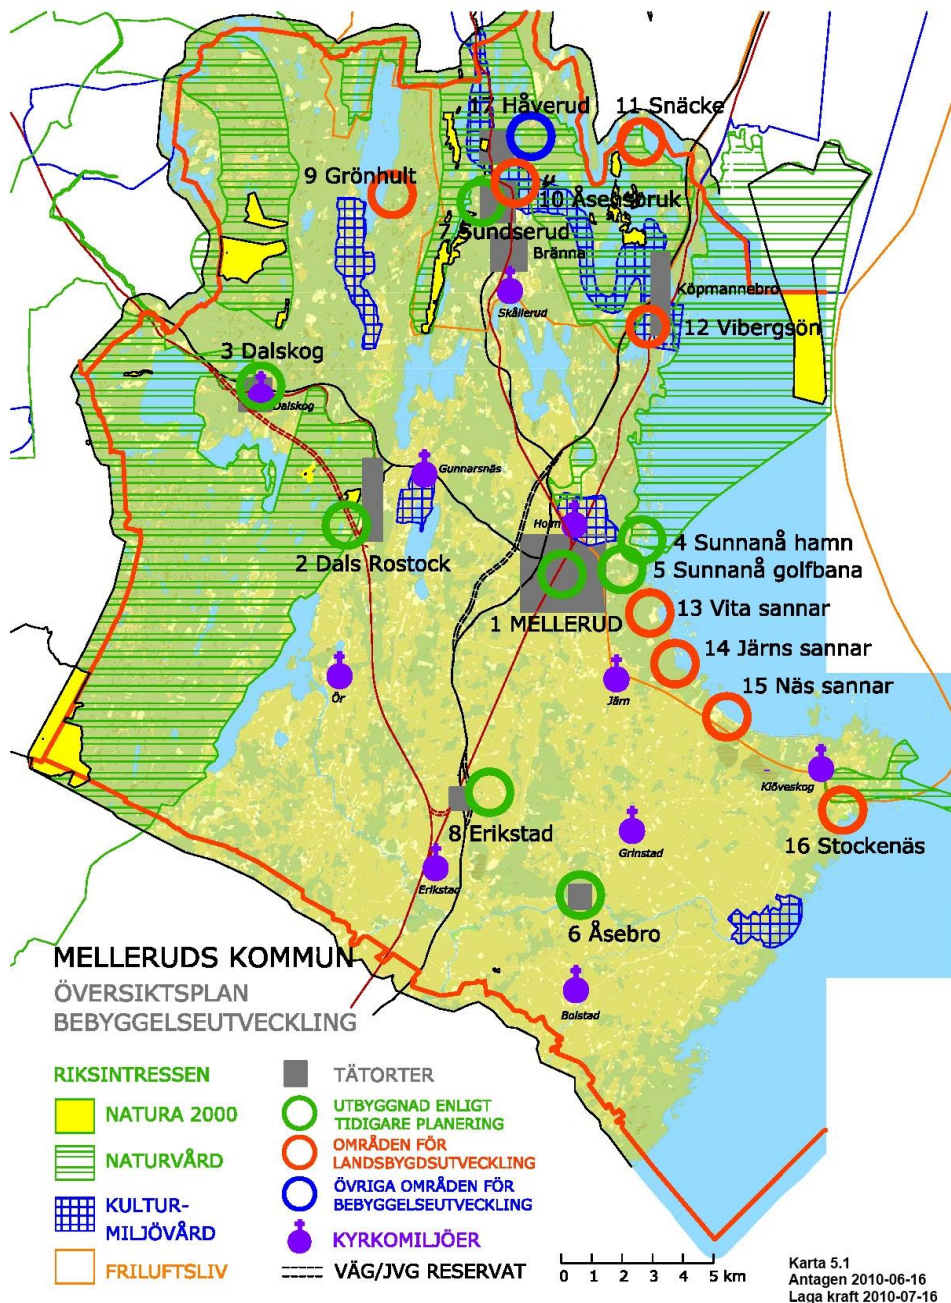 17 Håverud
11 Snäcke
9 Grönhult
10 Åsensbruk
7 Sundserud
Bränna
Skållerud
Köpmannebro
12 Vibergsön
3 Dalskog
Dalskog
Gunnarsnäs
Holm
2 Dals Rostock
4 Sunnanå hamn
5 Sunnanå golfbana
1 MELLERUD
13 Vita sannar
14 Järns sannar
Ör
Järn
15 Näs sannar
Klöveskog
8 Erikstad
Grinstad
16 Stockenäs
Erikstad
6 Åsebro
Bolstad
MELLERUDS KOMMUN
ÖVERSIKTSPLAN
BEBYGGELSEUTVECKLING
RIKSINTRESSEN
NATURA 2000
NATURVÅRD
KULTUR-
MILJÖVÅRD
FRILUFTSLIV
TÄTORTER
UTBYGGNAD ENLIGT
TIDIGARE PLANERING
OMRÅDEN FÖR
LANDSBYGDSUTVECKLING
ÖVRIGA OMRÅDEN FÖR
BEBYGGELSEUTVECKLING
KYRKOMILJÖER
VÄG/JVG RESERVAT
0 1 2 3 4 5 km
Karta 5.1
Antagen 2010-06-16
Laga kraft 2010-07-16